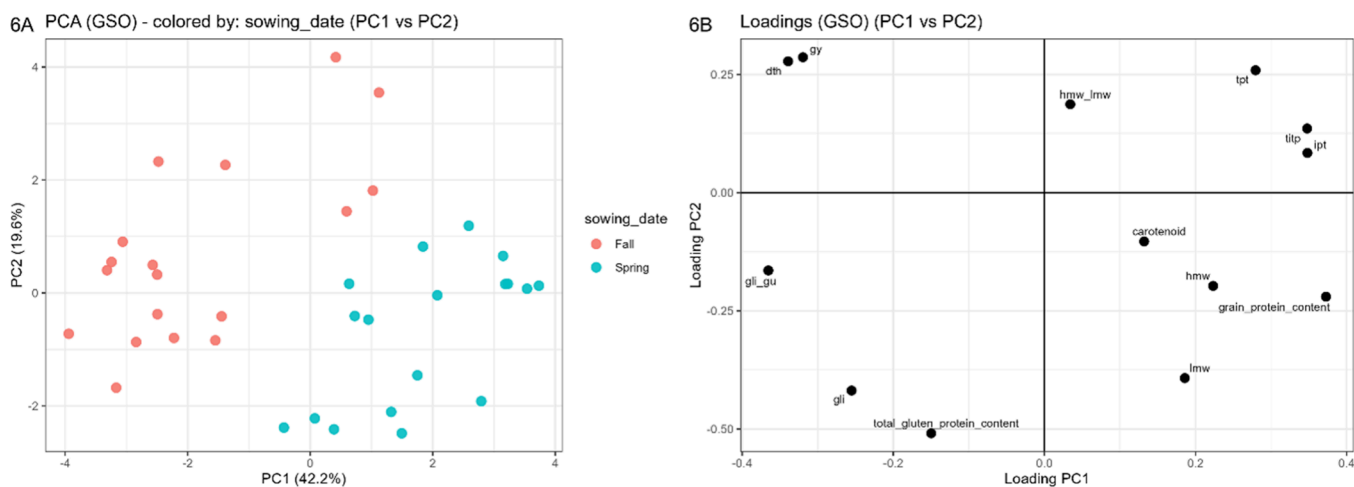 6A PCA (GSO) - colored by: sowing_date (PC1 vs PC2)
4
2
0
-2
-4
-2
0
2
4
PC2 (19.6%)
PC1 (42.2%)
sowing_date
Fall
Spring
6B Loadings (GSO) (PC1 vs PC2)
gy
dth
tpt
hmw_lmw
titp
ipt
carotenoid
gli_gu
hmw
grain_protein_content
lmw
gli
total_gluten_protein_content
0.25
0.00
-0.25
-0.50
-0.4
-0.2
0.0
0.2
0.4
Loading PC2
Loading PC1